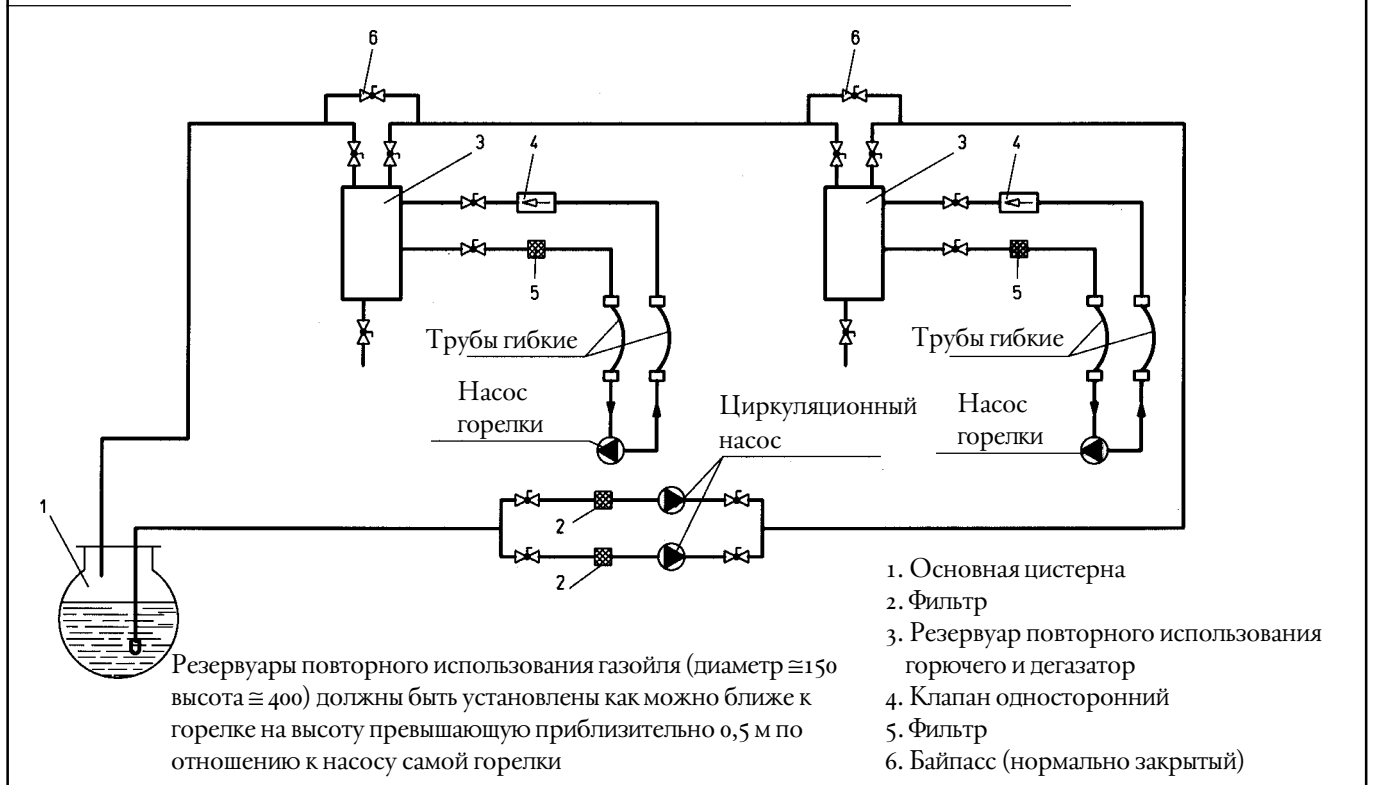 6
6
3
4
3
4
5
5
Трубы гибкие
Трубы гибкие
Насос
горелки
Циркуляционный
насос
Насос
горелки
1
2
2
1. Основная цистерна
2. Фильтр
3. Резервуар повторного использования
горючего и дегазатор
4. Клапан односторонний
5. Фильтр
6. Байпасс (нормально закрытый)
Резервуары повторного использования газойля (диаметр ≅150
высота ≅ 400) должны быть установлены как можно ближе к
горелке на высоту превышающую приблизительно 0,5 м по
отношению к насосу самой горелки